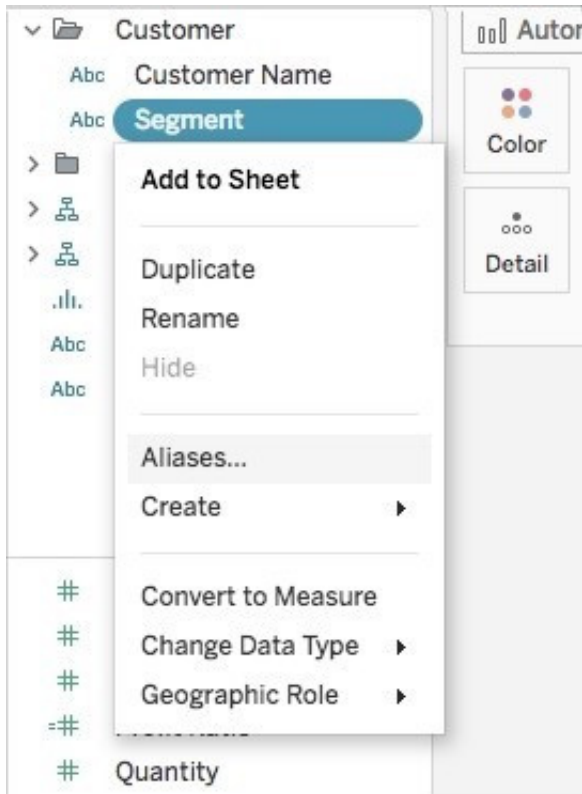 Customer
Autor
Abc Customer Name
Abc Segment
Color
Add to Sheet
Detail
Duplicate
Abc
Rename
Hide
Abc
Aliases...
Create
Convert to Measure
Change Data Type
Geographic Role
Quantity